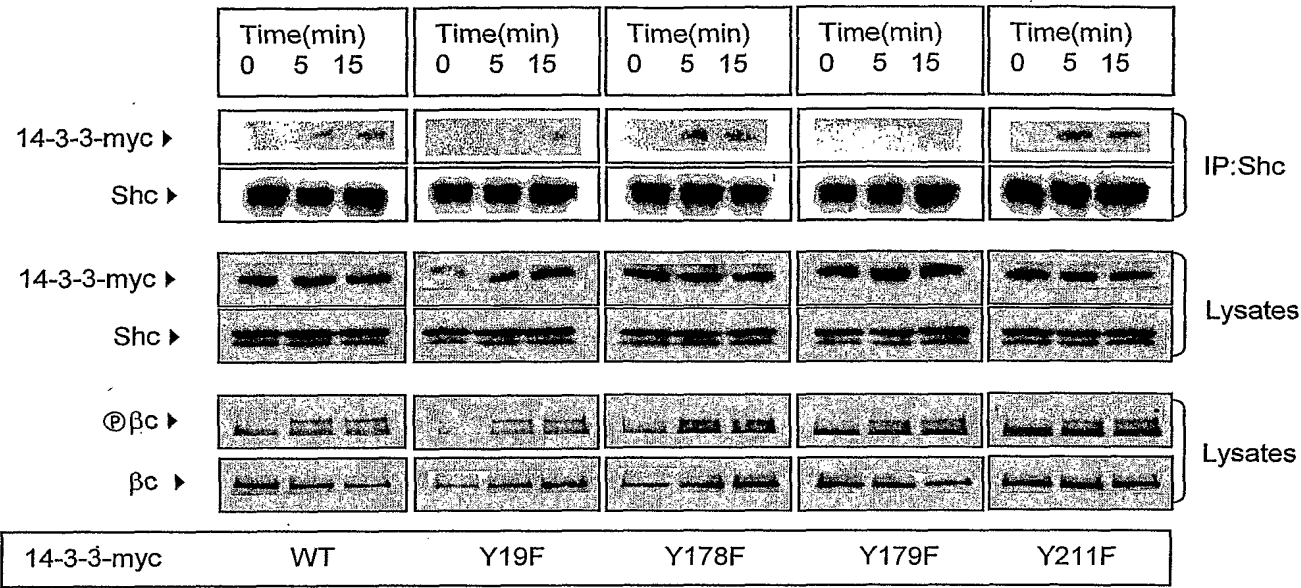 Time(min) Time(min) Time(min) Time(min) Time(min)
0 5 15 0 5 15 0 5 15 0 5 15 0 5 15
14-3-3-myc
Shc
IP:Shc
14-3-3-myc
Shc
Lysates
Ⓟβc
βc
Lysates
14-3-3-myc WT Y19F Y178F Y179F Y211F